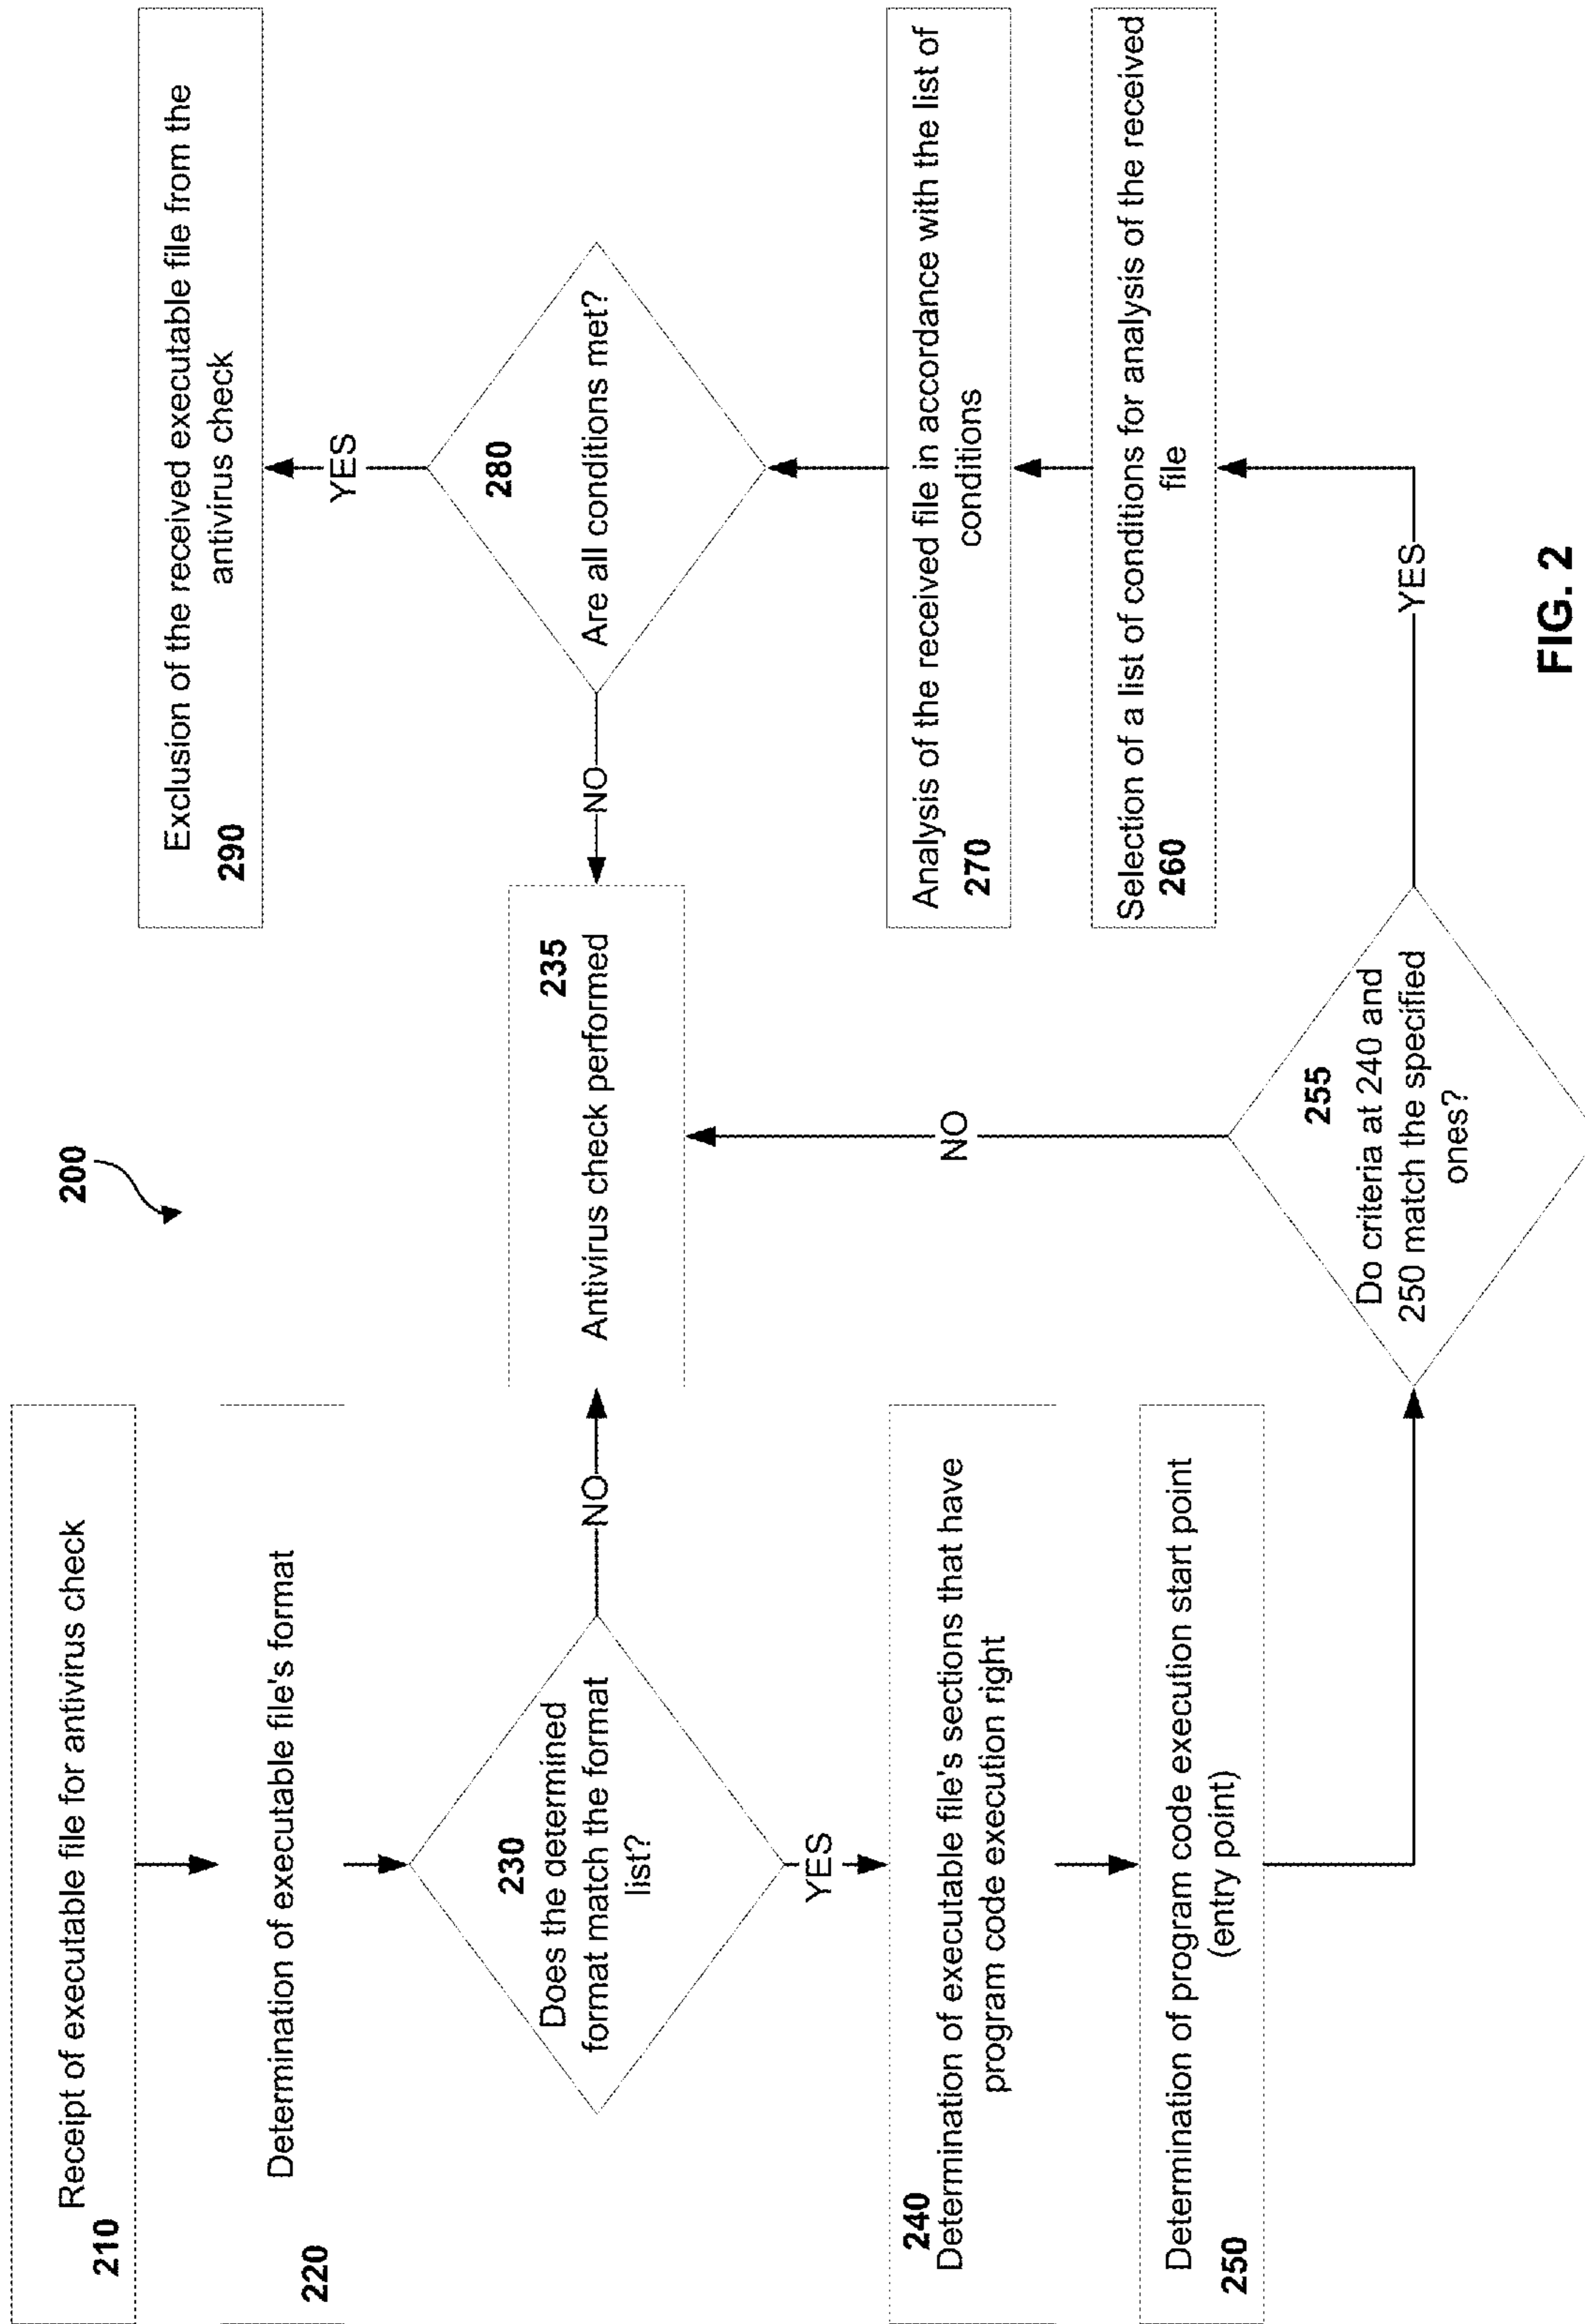 200
Receipt of executable file for antivirus check
210
Determination of executable file's format
220
230
Does the determined
format match the format
list?
NO
YES
240
Determination of executable file's sections that have
program code execution right
Determination of program code execution start point
(entry point)
250
235
Antivirus check performed
NO
255
Do criteria at 240 and
250 match the specified
ones?
YES
Exclusion of the received executable file from the
antivirus check
290
YES
280
Are all conditions met?
NO
Analysis of the received file in accordance with the list of
conditions
270
Selection of a list of conditions for analysis of the received
file
260
FIG. 2